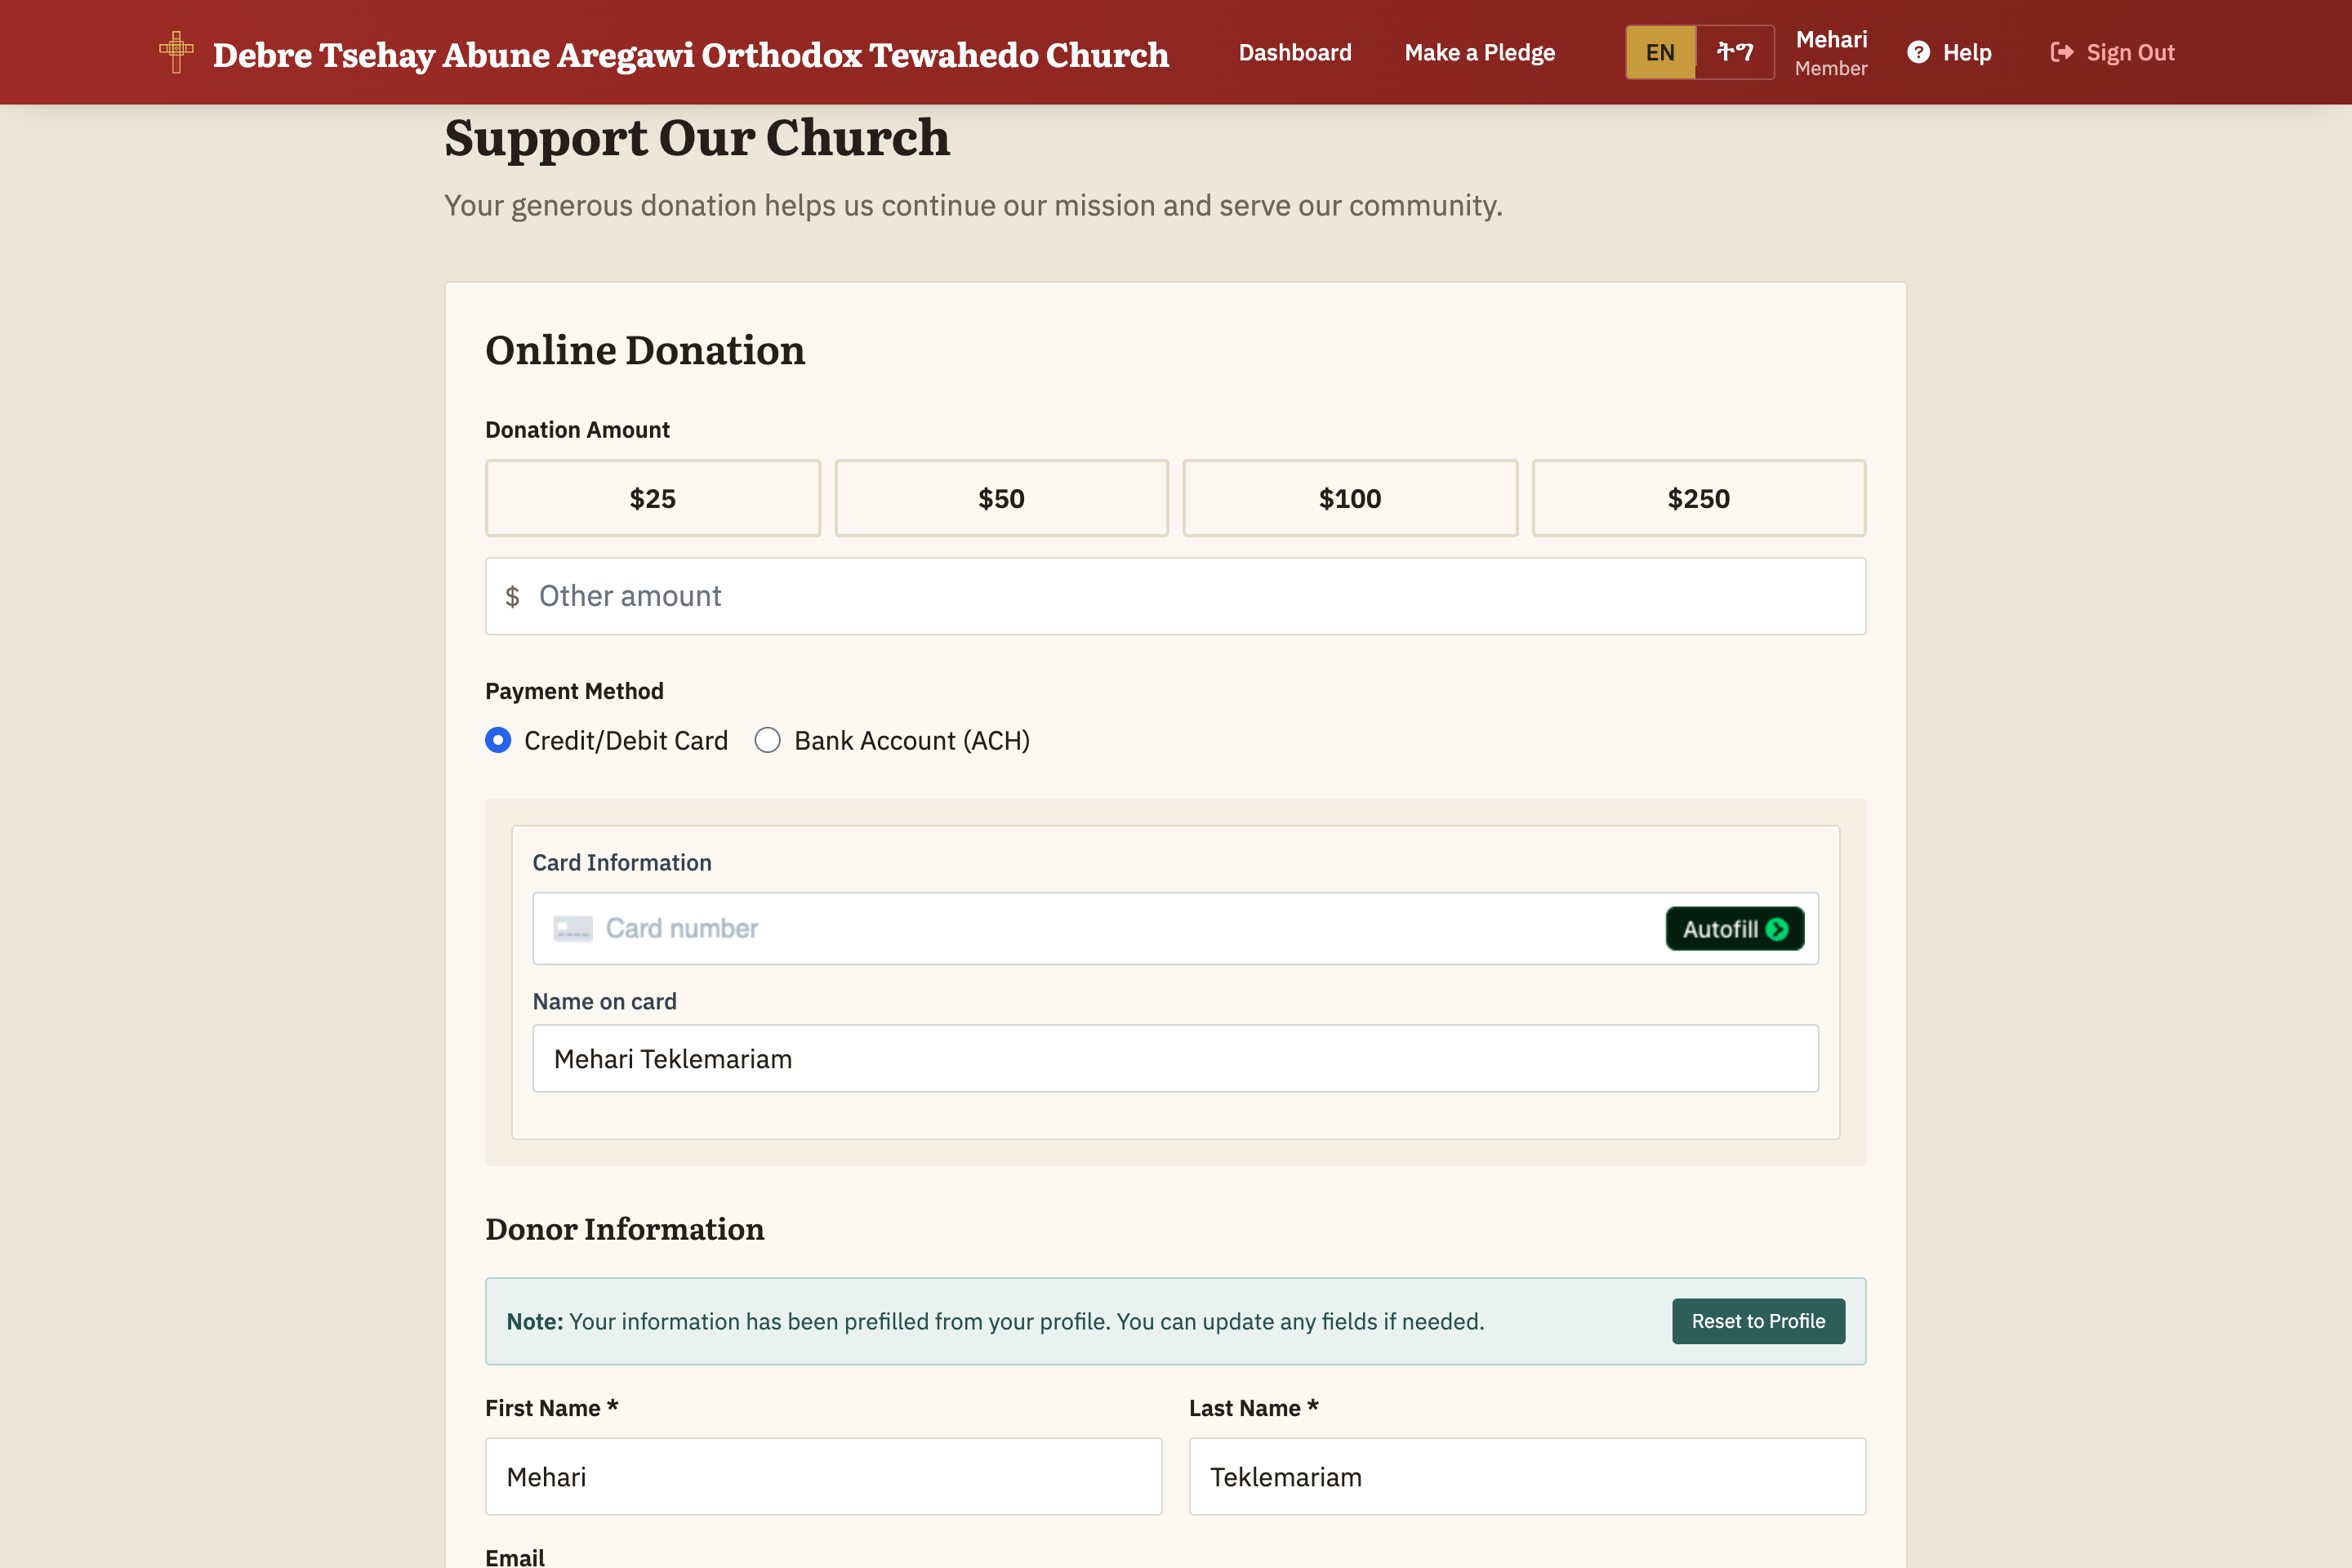 Debre Tsehay Abune Aregawi Orthodox Tewahedo Church
Dashboard
Make a Pledge
EN
ትግ
Mehari
Member
Help
Sign Out
Support Our Church
Your generous donation helps us continue our mission and serve our community.
Online Donation
Donation Amount
$25
$50
$100
$250
$ Other amount
Payment Method
Credit/Debit Card
Bank Account (ACH)
Card Information
Card number
Autofill
Name on card
Mehari Teklemariam
Donor Information
Note: Your information has been prefilled from your profile. You can update any fields if needed.
Reset to Profile
First Name *
Last Name *
Mehari
Teklemariam
Email